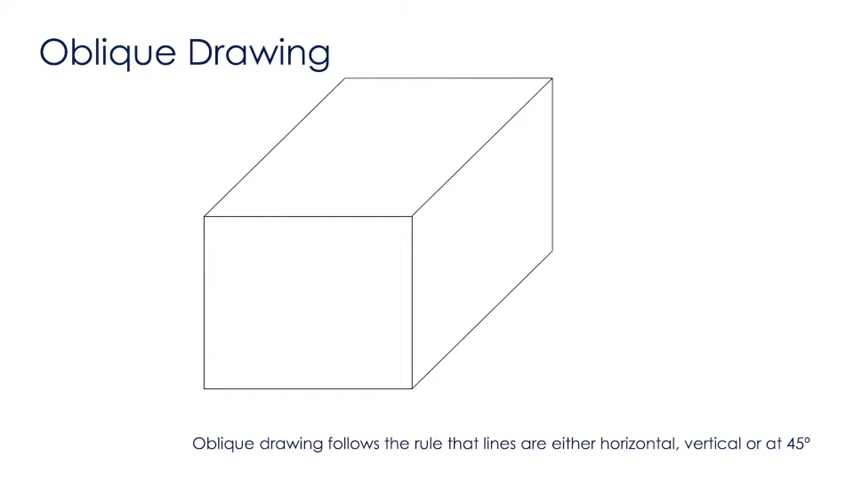 Oblique Drawing
Oblique drawing follows the rule that lines are either horizontal, vertical or at 45°